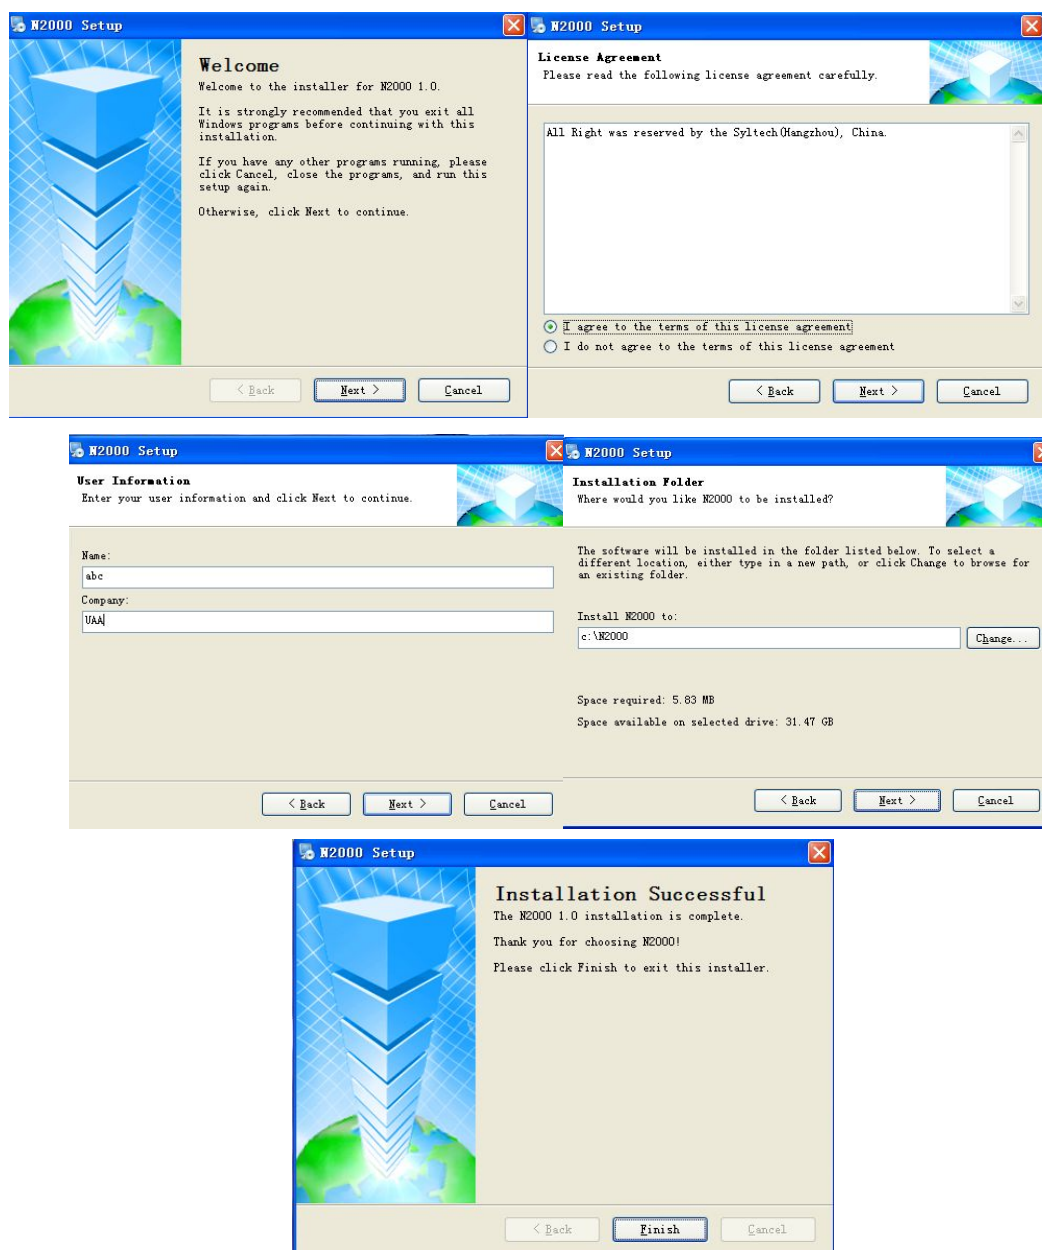 N2000 Setup
Welcome
Welcome to the installer for N2000 1.0.
It is strongly recommended that you exit all
Windows programs before continuing with this
installation.
If you have any other programs running, please
click Cancel, close the programs, and run this
setup again.
Otherwise, click Next to continue.
< Back
Next >
Cancel
N2000 Setup
License Agreement
Please read the following license agreement carefully.
All Right was reserved by the Syltech(Hangzhou), China.
I agree to the terms of this license agreement
I do not agree to the terms of this license agreement
< Back
Next >
Cancel
N2000 Setup
User Information
Enter your user information and click Next to continue.
Name:
abc
Company:
UAA
< Back
Next >
Cancel
N2000 Setup
Installation Folder
Where would you like N2000 to be installed?
The software will be installed in the folder listed below. To select a
different location, either type in a new path, or click Change to browse for
an existing folder.
Install N2000 to:
c:\N2000
Change...
Space required: 5.83 MB
Space available on selected drive: 31.47 GB
< Back
Next >
Cancel
N2000 Setup
Installation Successful
The N2000 1.0 installation is complete.
Thank you for choosing N2000!
Please click Finish to exit this installer.
< Back
Finish
Cancel